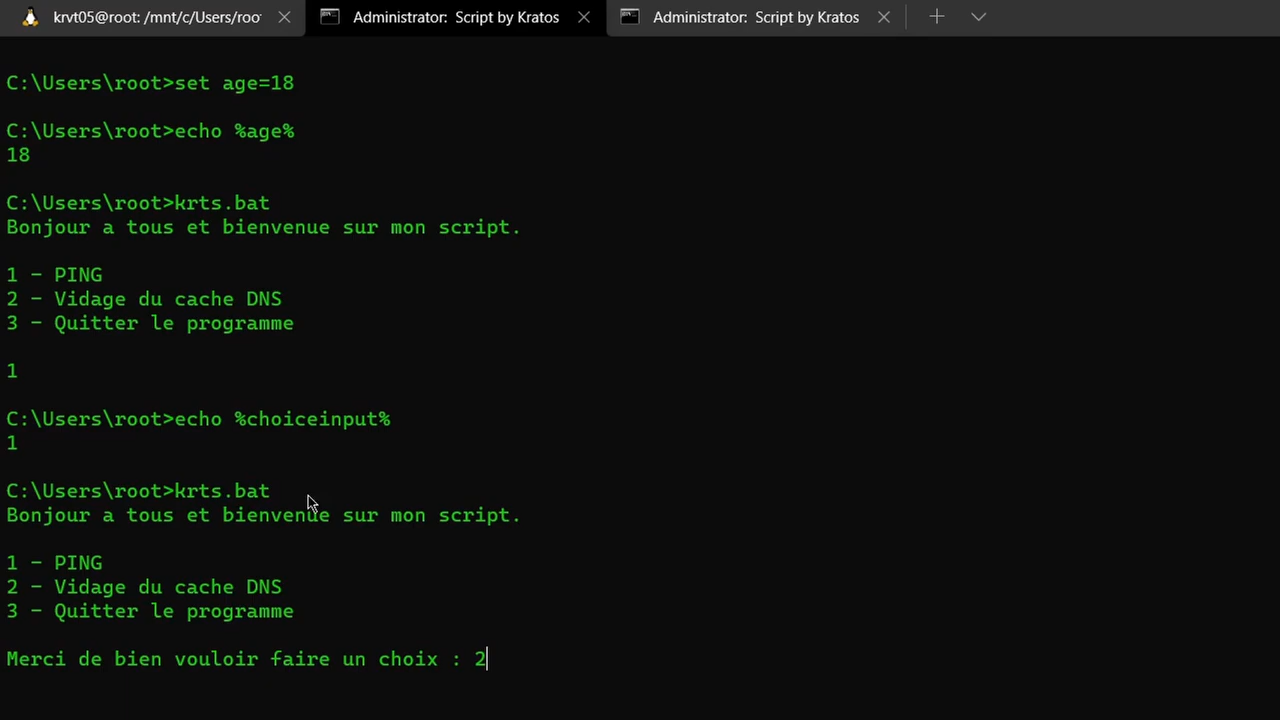 krvt05@root: /mnt/c/Users/roo
Administrator: Script by Kratos
Administrator: Script by Kratos
C:\Users\root>set age=18
C:\Users\root>echo %age%
18
C:\Users\root>krts.bat
Bonjour a tous et bienvenue sur mon script.
1 - PING
2 - Vidage du cache DNS
3 - Quitter le programme
1
C:\Users\root>echo %choiceinput%
1
C:\Users\root>krts.bat
Bonjour a tous et bienvenue sur mon script.
1 - PING
2 - Vidage du cache DNS
3 - Quitter le programme
Merci de bien vouloir faire un choix : 2